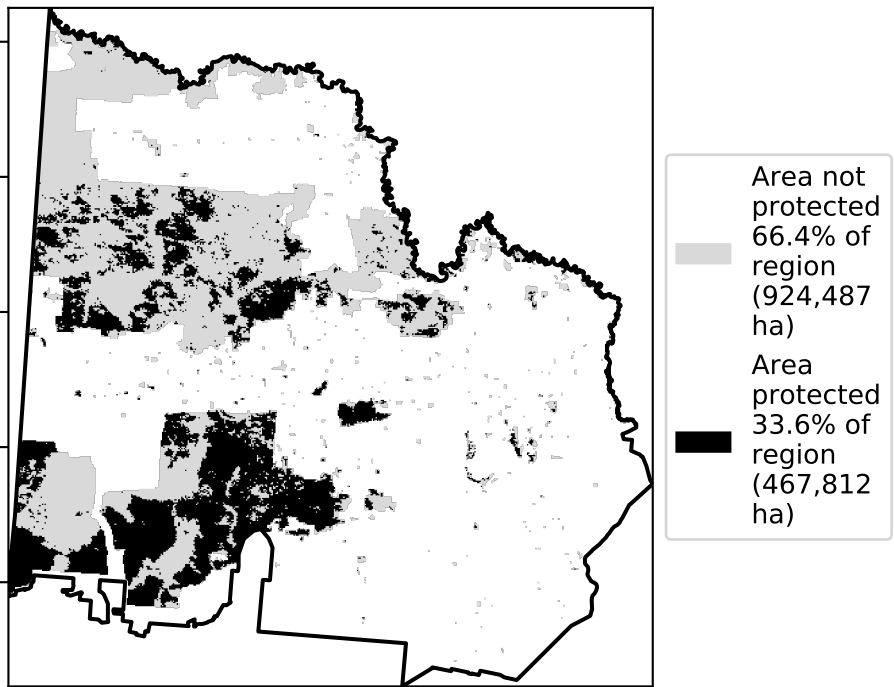 Area not
protected
66.4% of
region
(924,487
ha)
Area
protected
33.6% of
region
(467,812
ha)